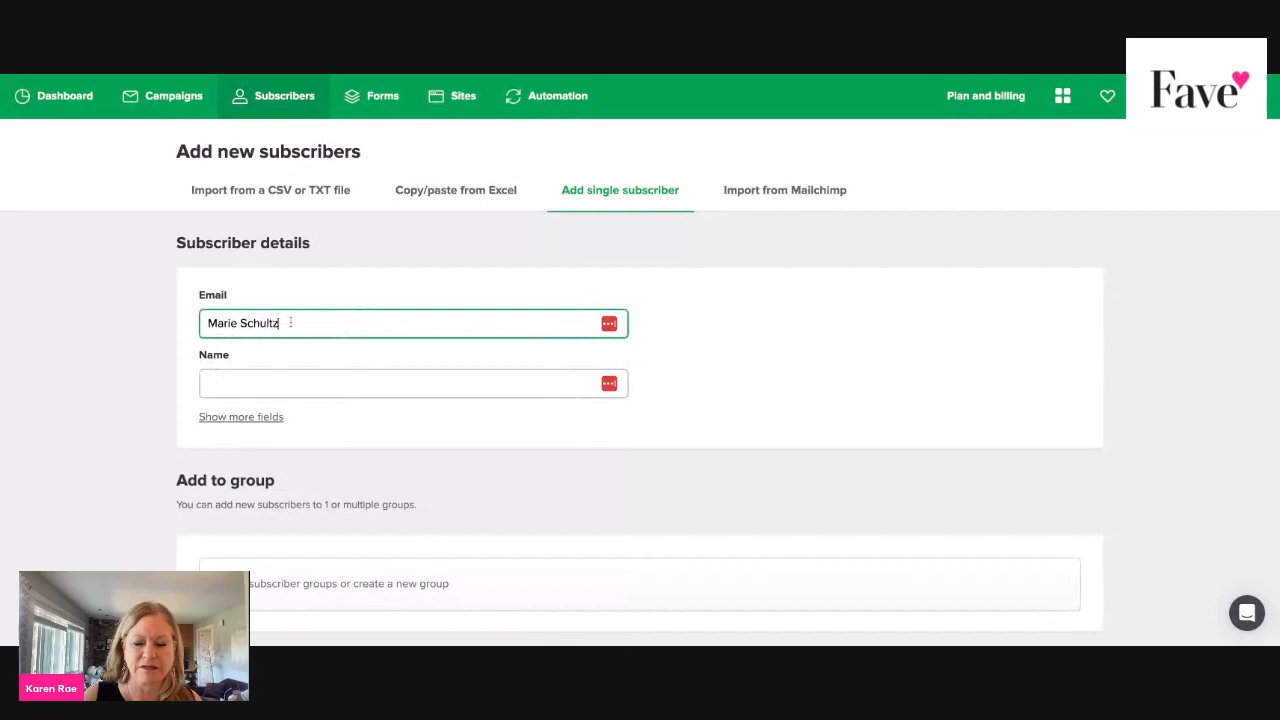 Dashboard
Campaigns
Subscribers
Forms
Sites
Automation
Plan and billing
Fave
Add new subscribers
Import from a CSV or TXT file
Copy/paste from Excel
Add single subscriber
Import from Mailchimp
Subscriber details
Email
Marie Schultz
Name
Show more fields
Add to group
You can add new subscribers to 1 or multiple groups.
subscriber groups or create a new group
Karen Rae